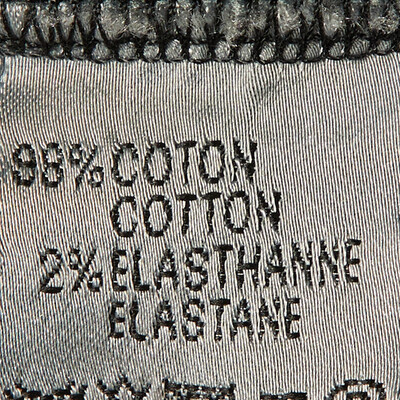 98% COTON
COTTON
2% ELASTHANNE
ELASTANE